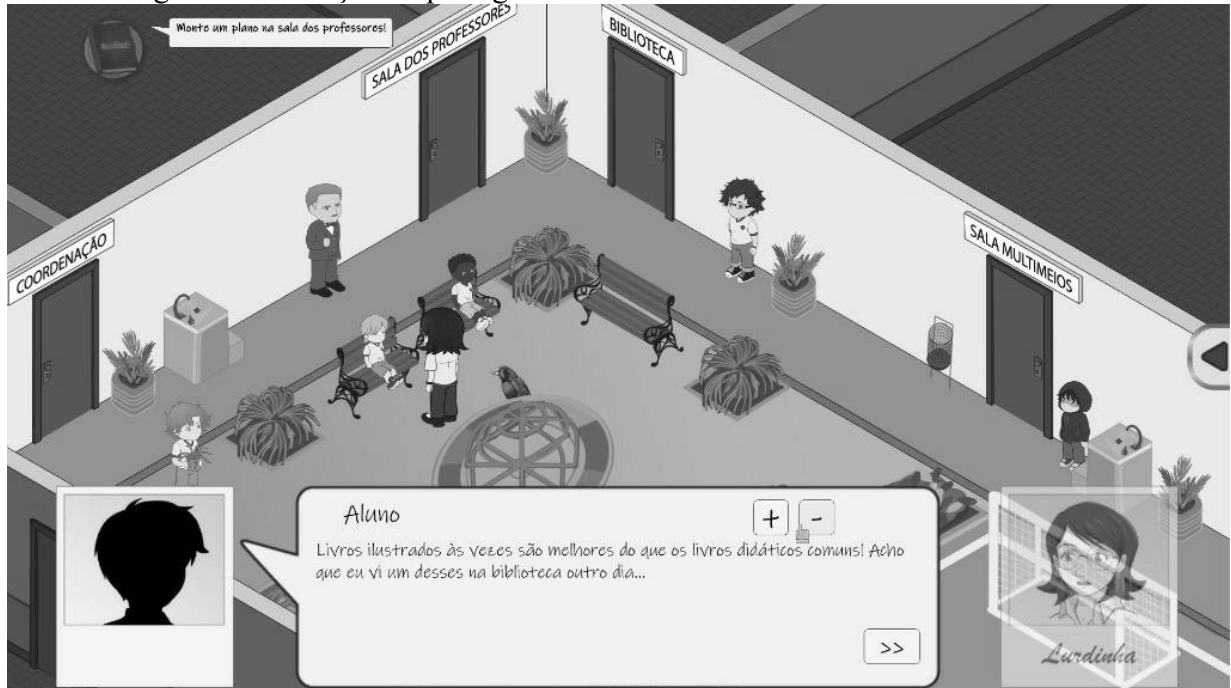 Monte um plano na sala dos professores!
SALA DOS PROFESSORES
BIBLIOTECA
COORDENAÇÃO
SALA MULTIMEIOS
Aluno
+ -
Livros ilustrados às vezes são melhores do que os livros didáticos comuns! Acho
que eu vi um desses na biblioteca outro dia...
>>
Lurdinha